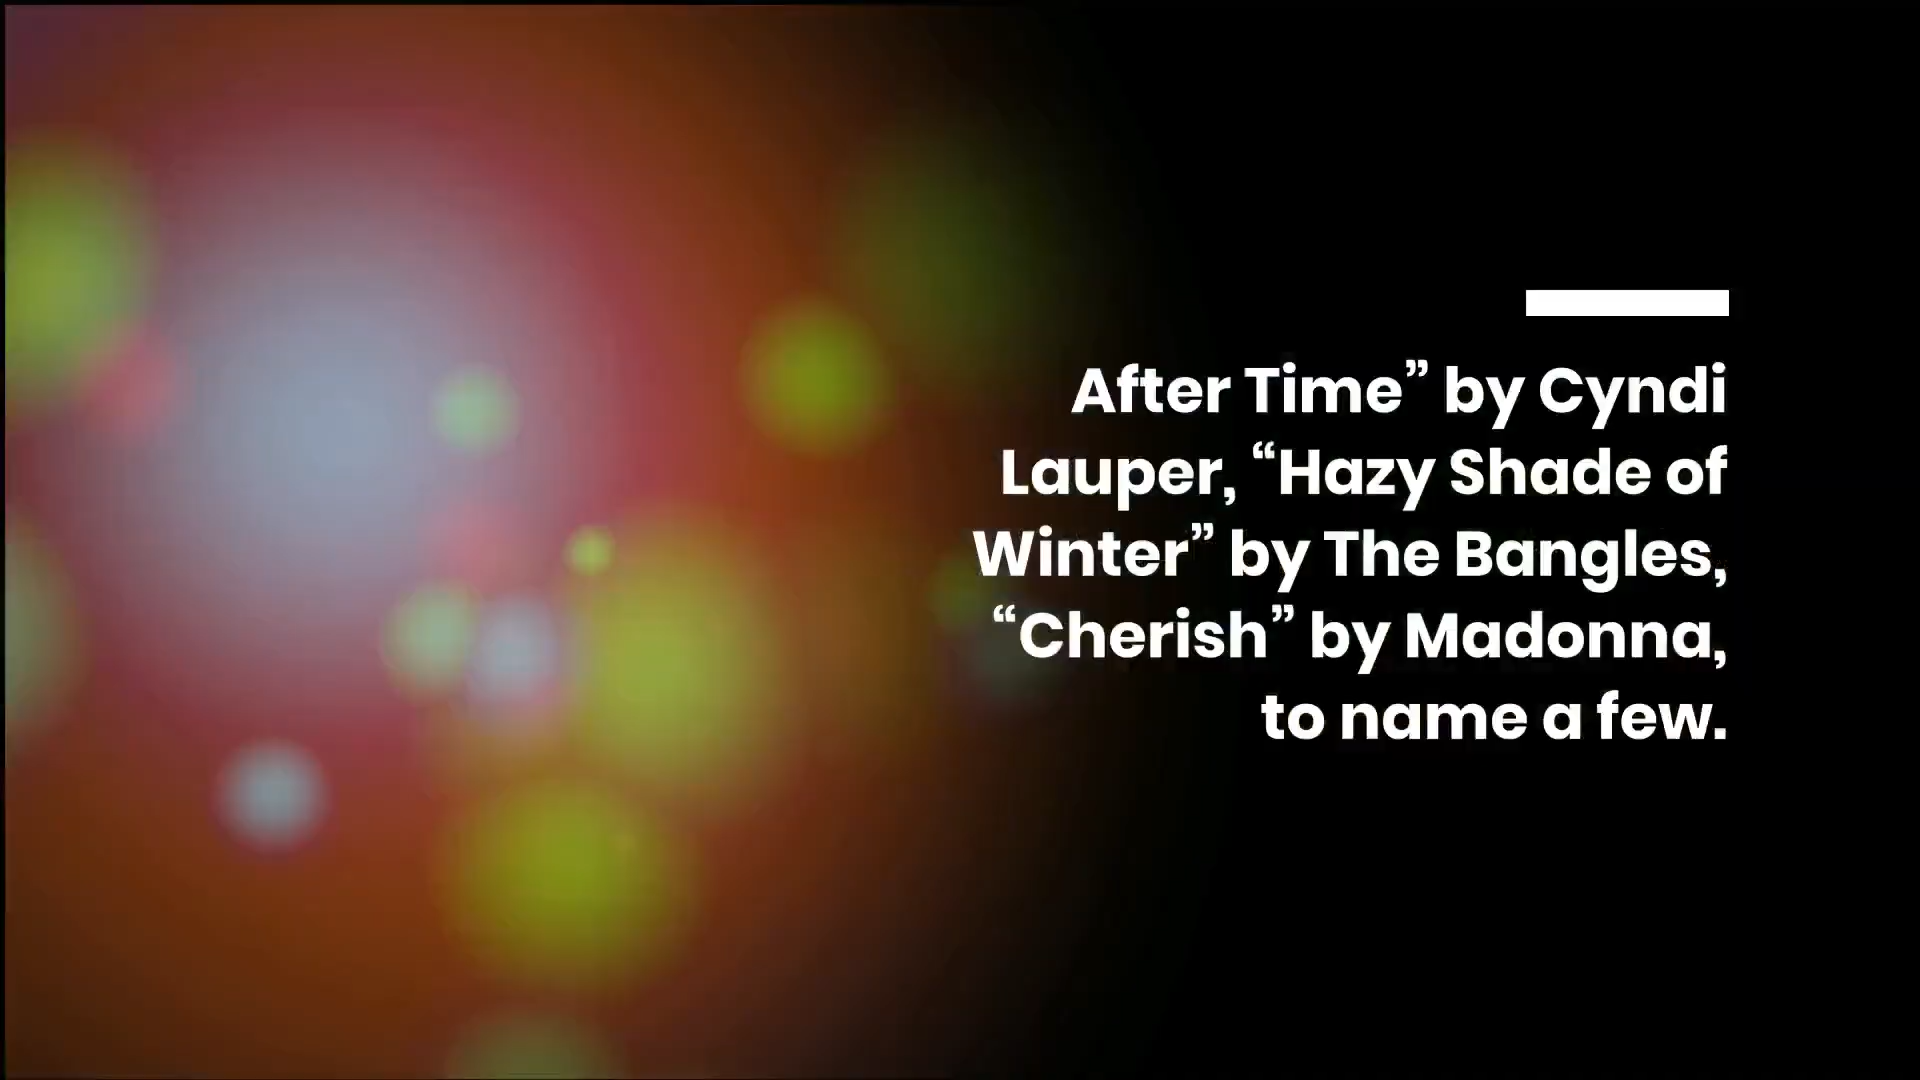 After Time” by Cyndi
Lauper, “Hazy Shade of
Winter” by The Bangles,
“Cherish” by Madonna,
to name a few.